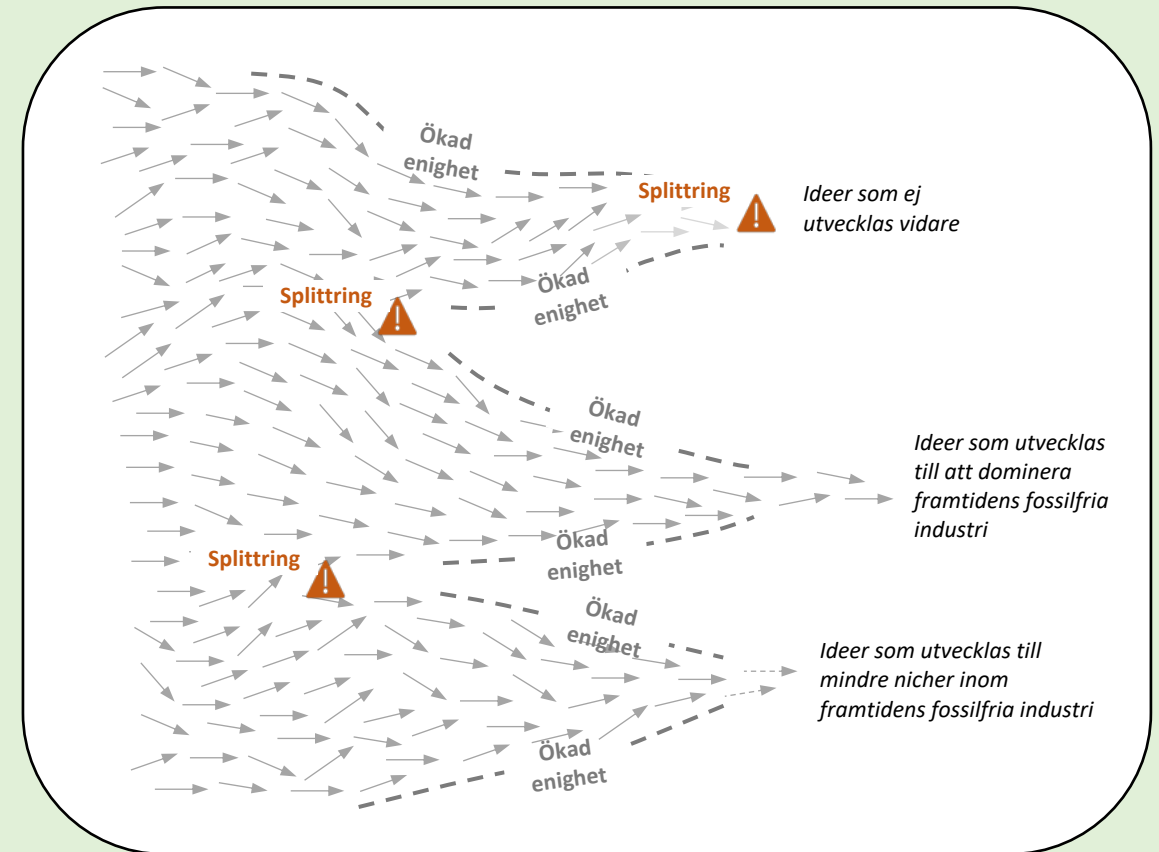 Ökad
enighet
Splittring
Ideer som ej
utvecklas vidare
Ökad
enighet
Splittring
Ökad
enighet
Ideer som utvecklas
till att dominera
framtidens fossilfria
industri
Ökad
enighet
Splittring
Ökad
enighet
Ideer som utvecklas till
mindre nicher inom
framtidens fossilfria industri
Ökad
enighet